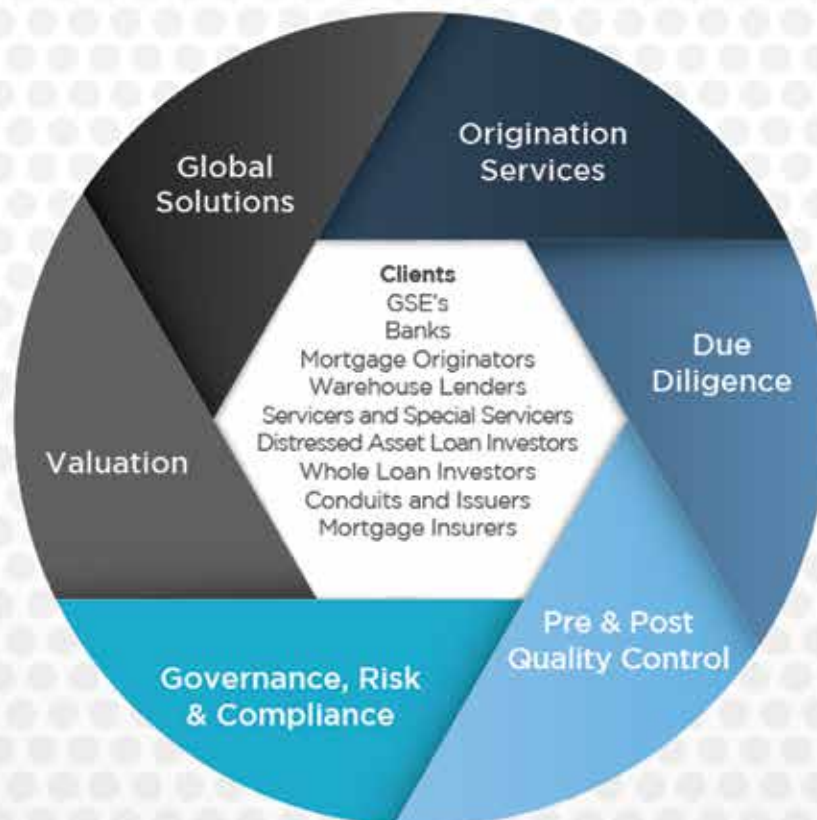 Global
Solutions
Origination
Services
Due
Diligence
Pre & Post
Quality Control
Governance, Risk
& Compliance
Valuation
Clients
GSE's
Banks
Mortgage Originators
Warehouse Lenders
Servicers and Special Servicers
Distressed Asset Loan Investors
Whole Loan Investors
Conduits and Issuers
Mortgage Insurers